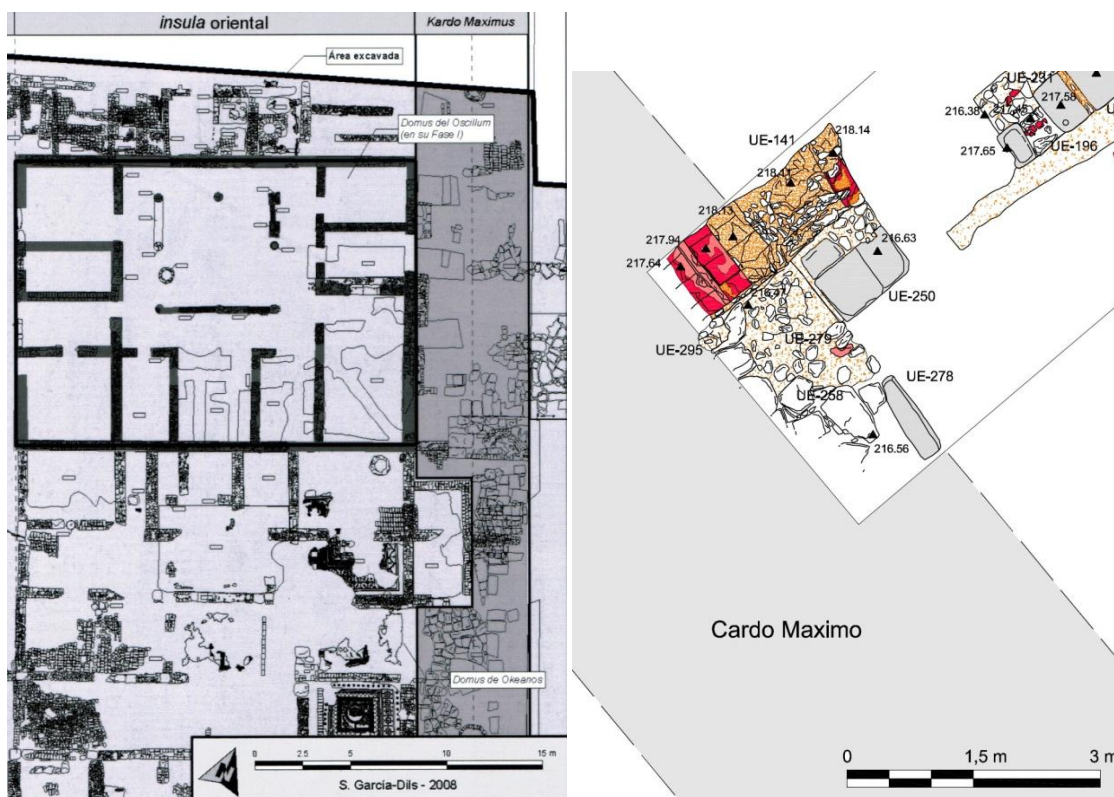 insula oriental
Kardo Maximus
Área excavada
Domus del Oscillum
(en su Fase I)
Domus de Okeanos
N
0 2.5 5 10 15 m
S. García-Dils - 2008
UE-141
218.14
218.11
218.13
217.94
217.64
216.63
UE-250
UE-295
UE-279
UE-278
UE-258
216.56
216.38
217.58
217.65
UE-196
Cardo Maximo
0 1,5 m 3 m